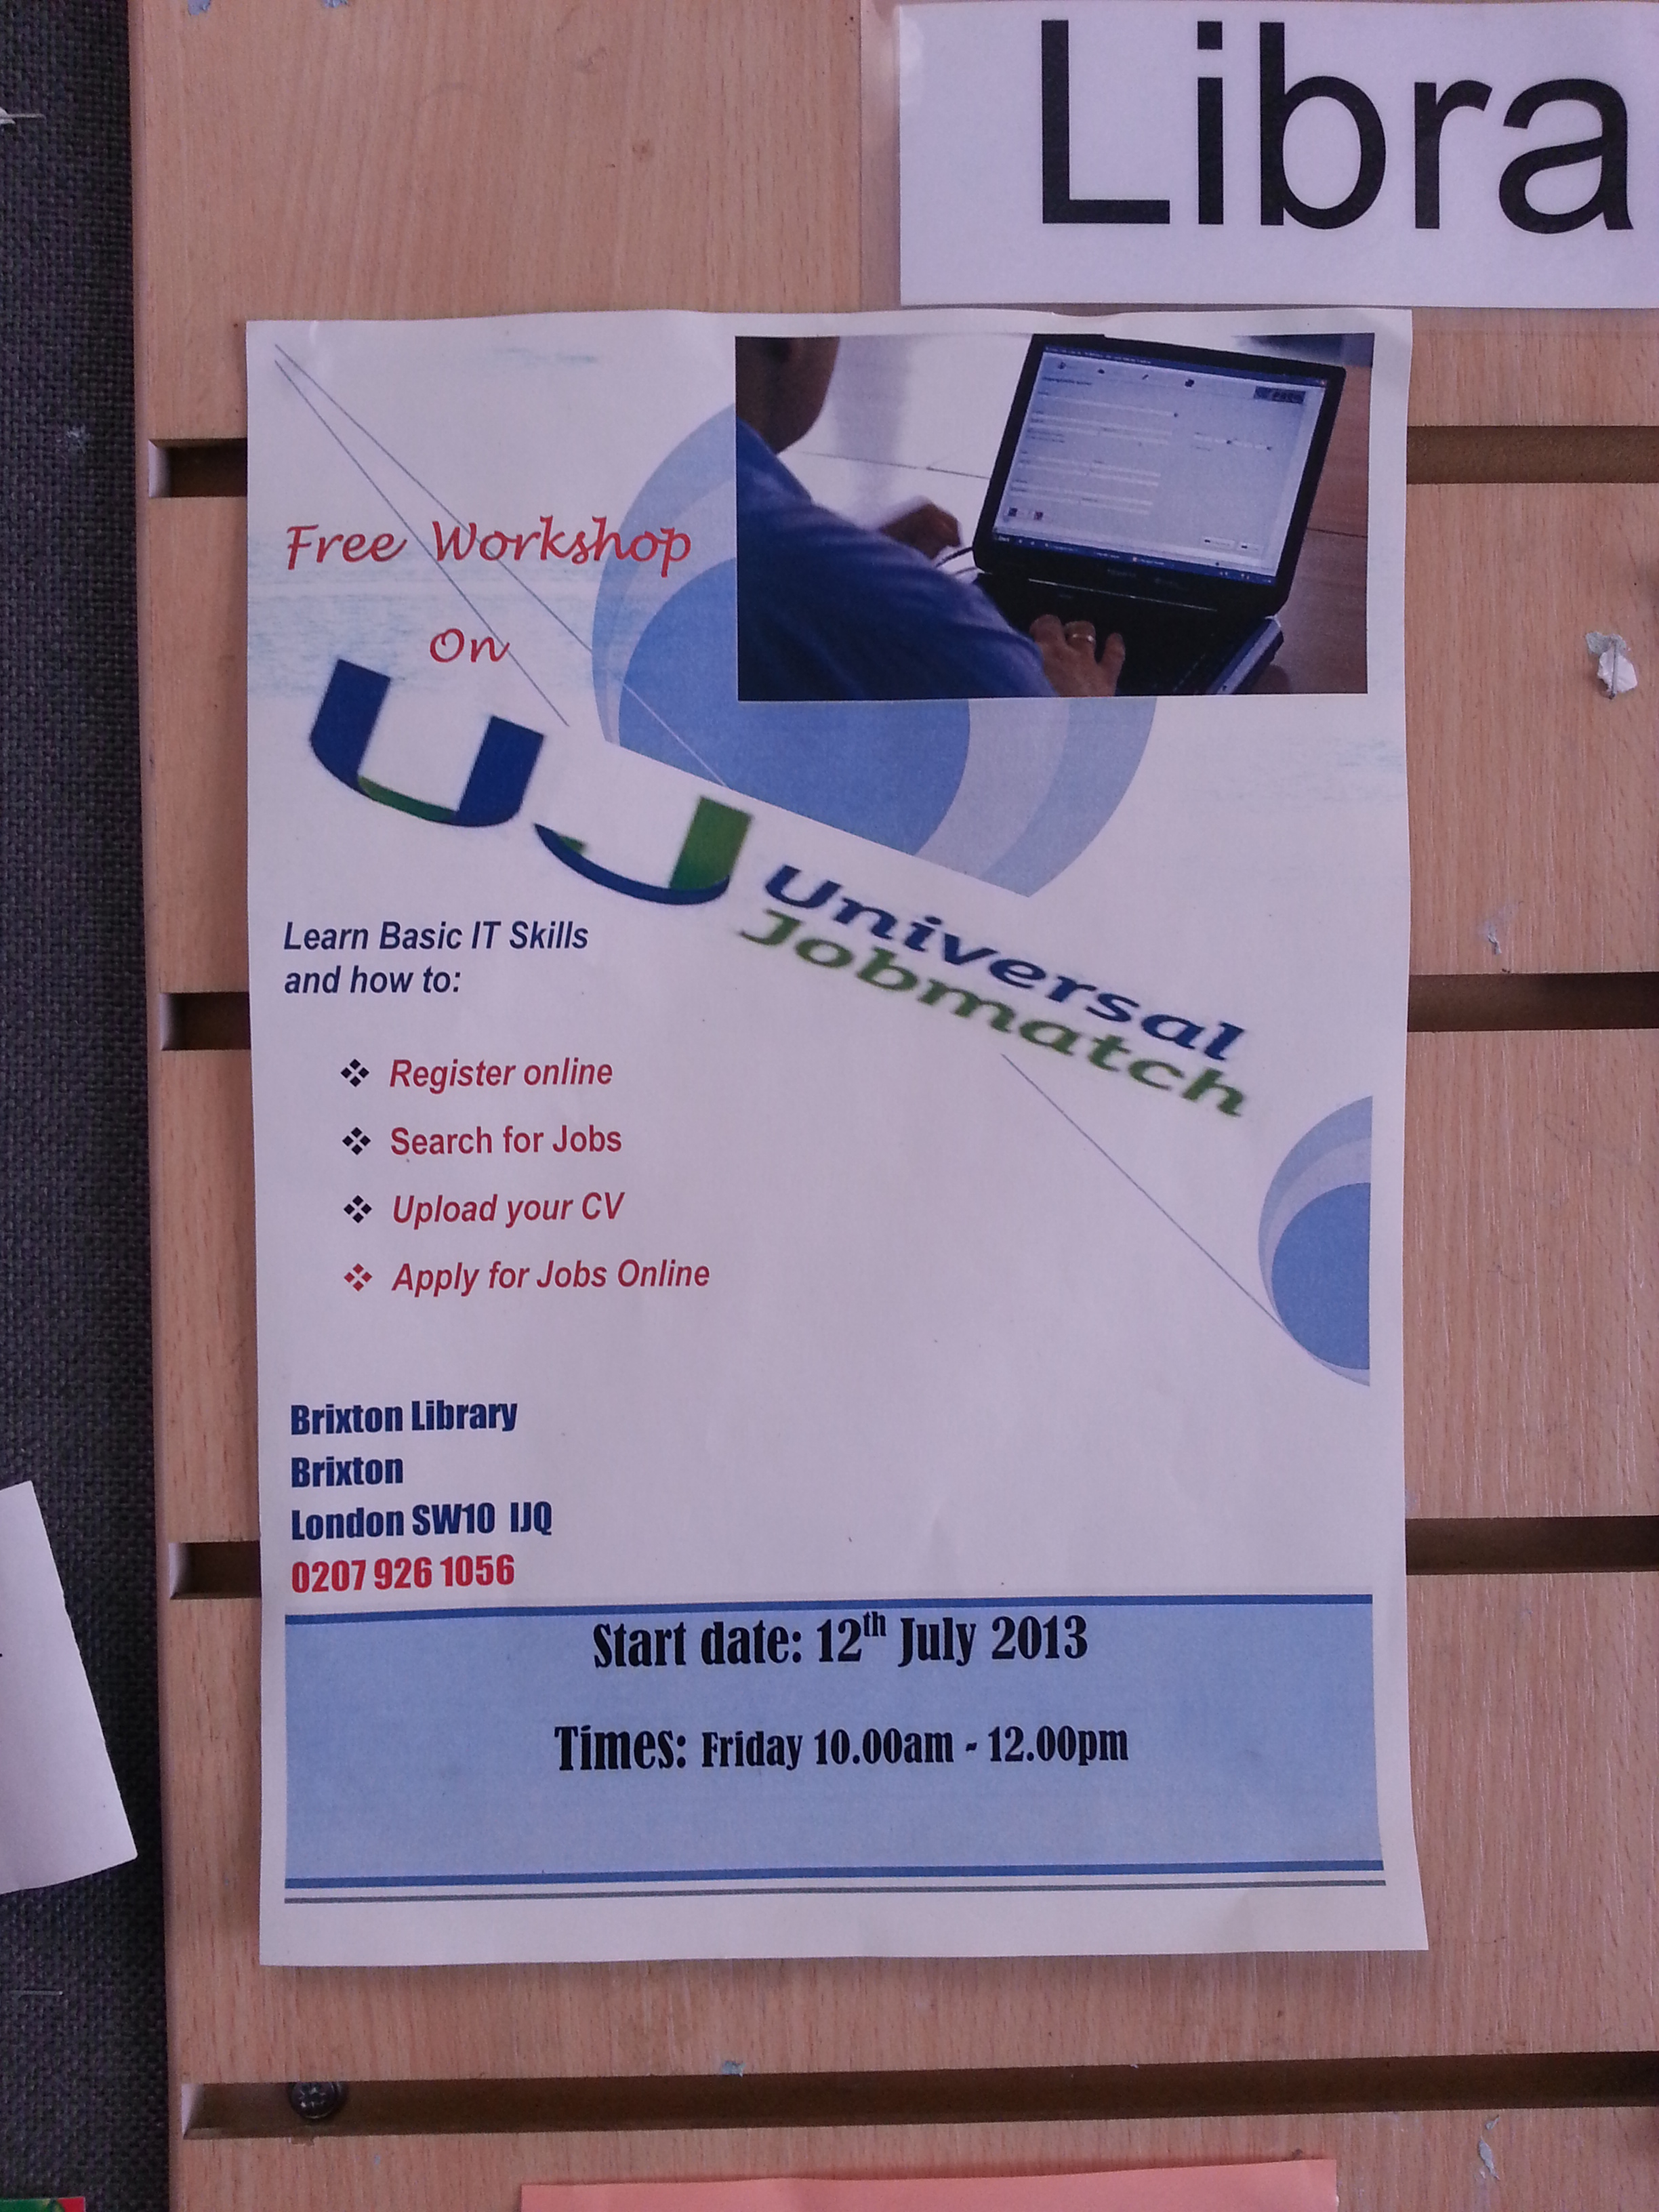 Libra
Free Workshop
On
UJ
Universal
Jobmatch
Learn Basic IT Skills
and how to:
Register online
Search for Jobs
Upload your CV
Apply for Jobs Online
Brixton Library
Brixton
London SW10 IJQ
0207 926 1056
Start date: 12th July 2013
Times: Friday 10.00am - 12.00pm